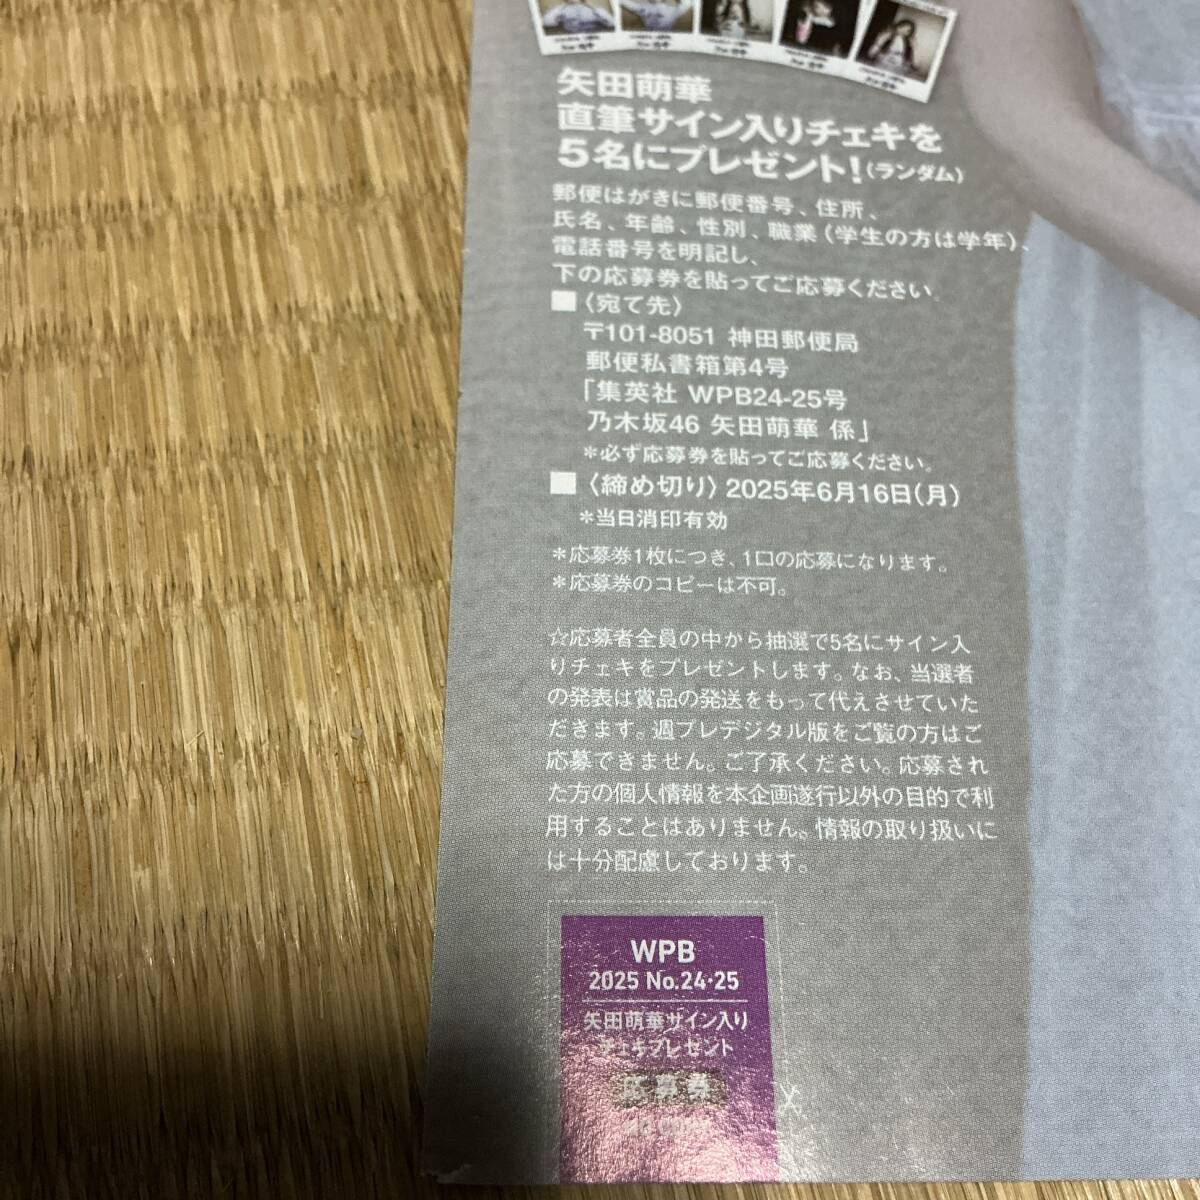 矢田萌華
直筆サイン入りチェキを
5名にプレゼント!(ランダム)
郵便はがきに郵便番号、住所、
氏名、年齢、性別、職業(学生の方は学年)、
電話番号を明記し、
下の応募券を貼ってご応募ください。
■〈宛て先〉
〒101-8051 神田郵便局
郵便私書箱第4号
「集英社 WPB24-25号
乃木坂46 矢田萌華 係」
*必ず応募券を貼ってご応募ください。
■〈締め切り〉2025年6月16日(月)
*当日消印有効
*応募券1枚につき、1口の応募になります。
*応募券のコピーは不可。
☆応募者全員の中から抽選で5名にサイン入
りチェキをプレゼントします。なお、当選者
の発表は賞品の発送をもって代えさせていた
だきます。週プレデジタル版をご覧の方はご
応募できません。ご了承ください。応募され
た方の個人情報を本企画遂行以外の目的で利
用することはありません。情報の取り扱いに
は十分配慮しております。
WPB
2025 No.24·25
矢田萌華サイン入り
チェキプレゼント
応募券